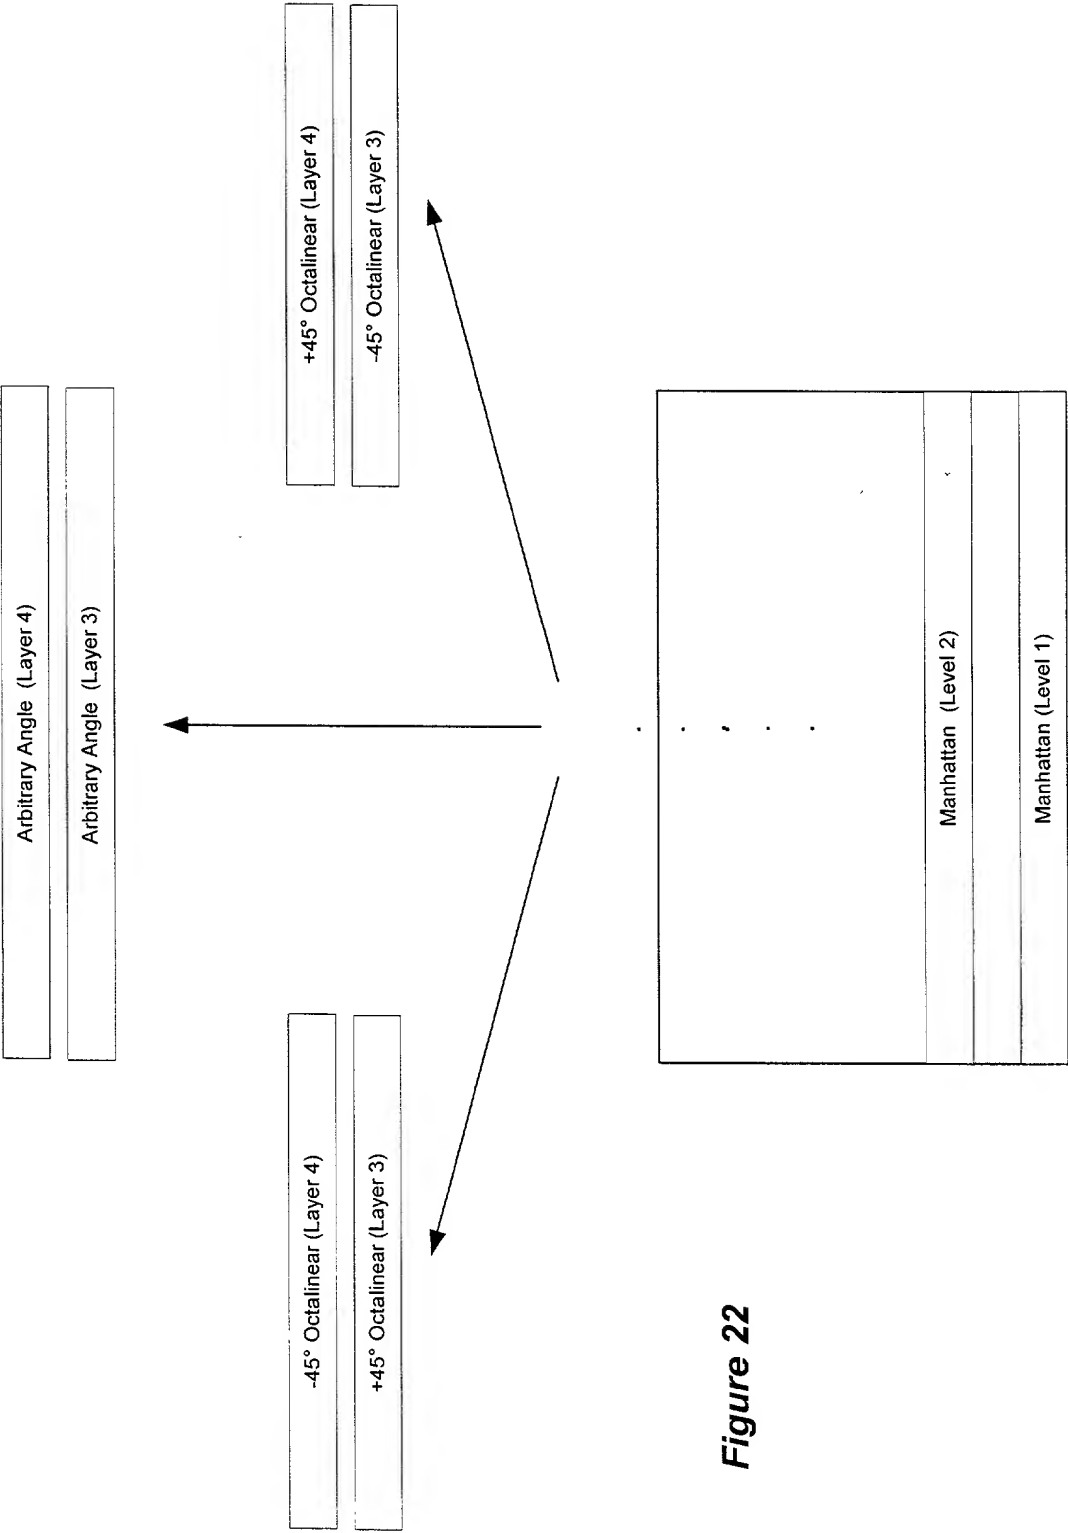 Arbitrary Angle (Layer 4)
Arbitrary Angle (Layer 3)
-45° Octalinear (Layer 4)
+45° Octalinear (Layer 3)
+45° Octalinear (Layer 4)
-45° Octalinear (Layer 3)
Manhattan (Level 2)
Manhattan (Level 1)
Figure 22